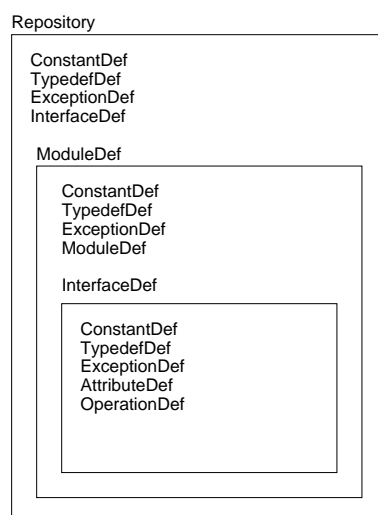 Repository
ConstantDef
TypedefDef
ExceptionDef
InterfaceDef
ModuleDef
ConstantDef
TypedefDef
ExceptionDef
ModuleDef
InterfaceDef
ConstantDef
TypedefDef
ExceptionDef
AttributeDef
OperationDef